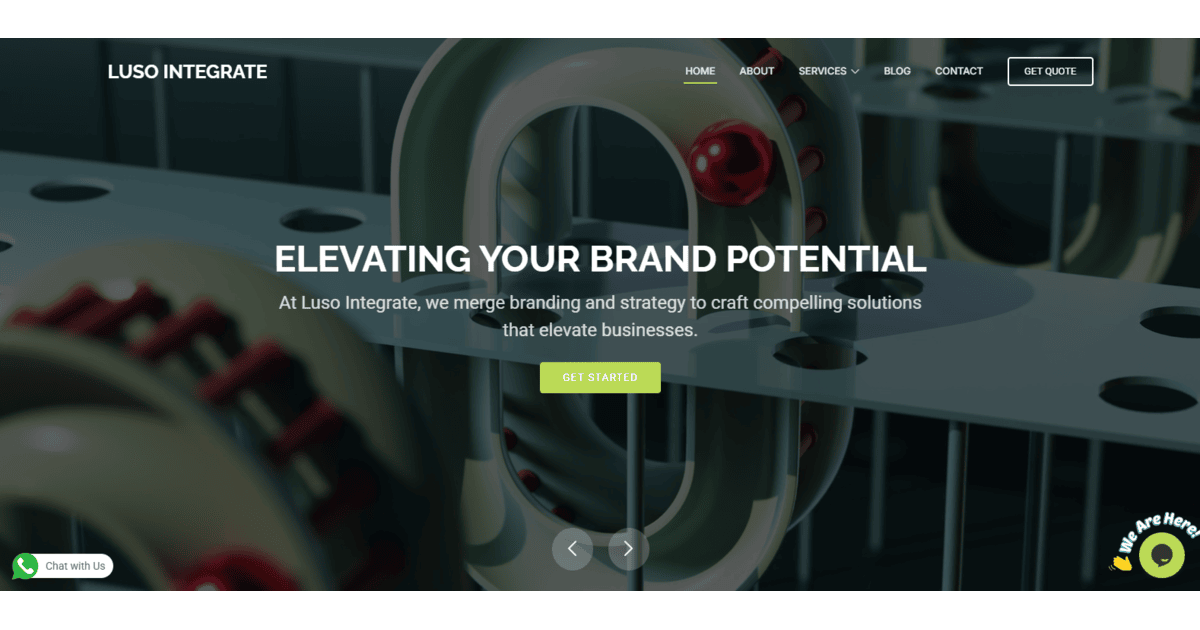 LUSO INTEGRATE
HOME
ABOUT
SERVICES
BLOG
CONTACT
GET QUOTE
ELEVATING YOUR BRAND POTENTIAL
At Luso Integrate, we merge branding and strategy to craft compelling solutions
that elevate businesses.
GET STARTED
Chat with Us
We Are Here!